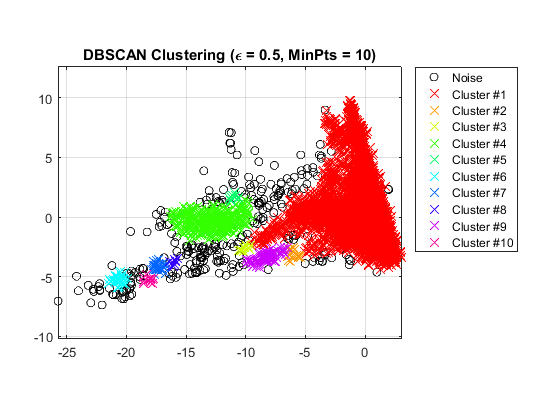 DBSCAN Clustering (ϵ = 0.5, MinPts = 10)
10
5
0
-5
-10
-25
-20
-15
-10
-5
0
Noise
Cluster #1
Cluster #2
Cluster #3
Cluster #4
Cluster #5
Cluster #6
Cluster #7
Cluster #8
Cluster #9
Cluster #10